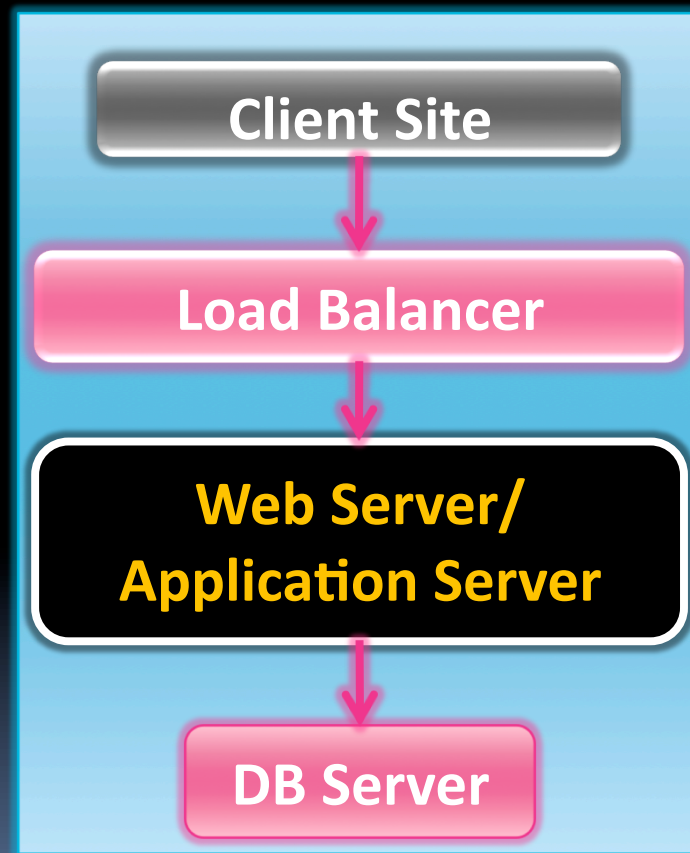 Client Site
Load Balancer
Web Server/
Application Server
DB Server